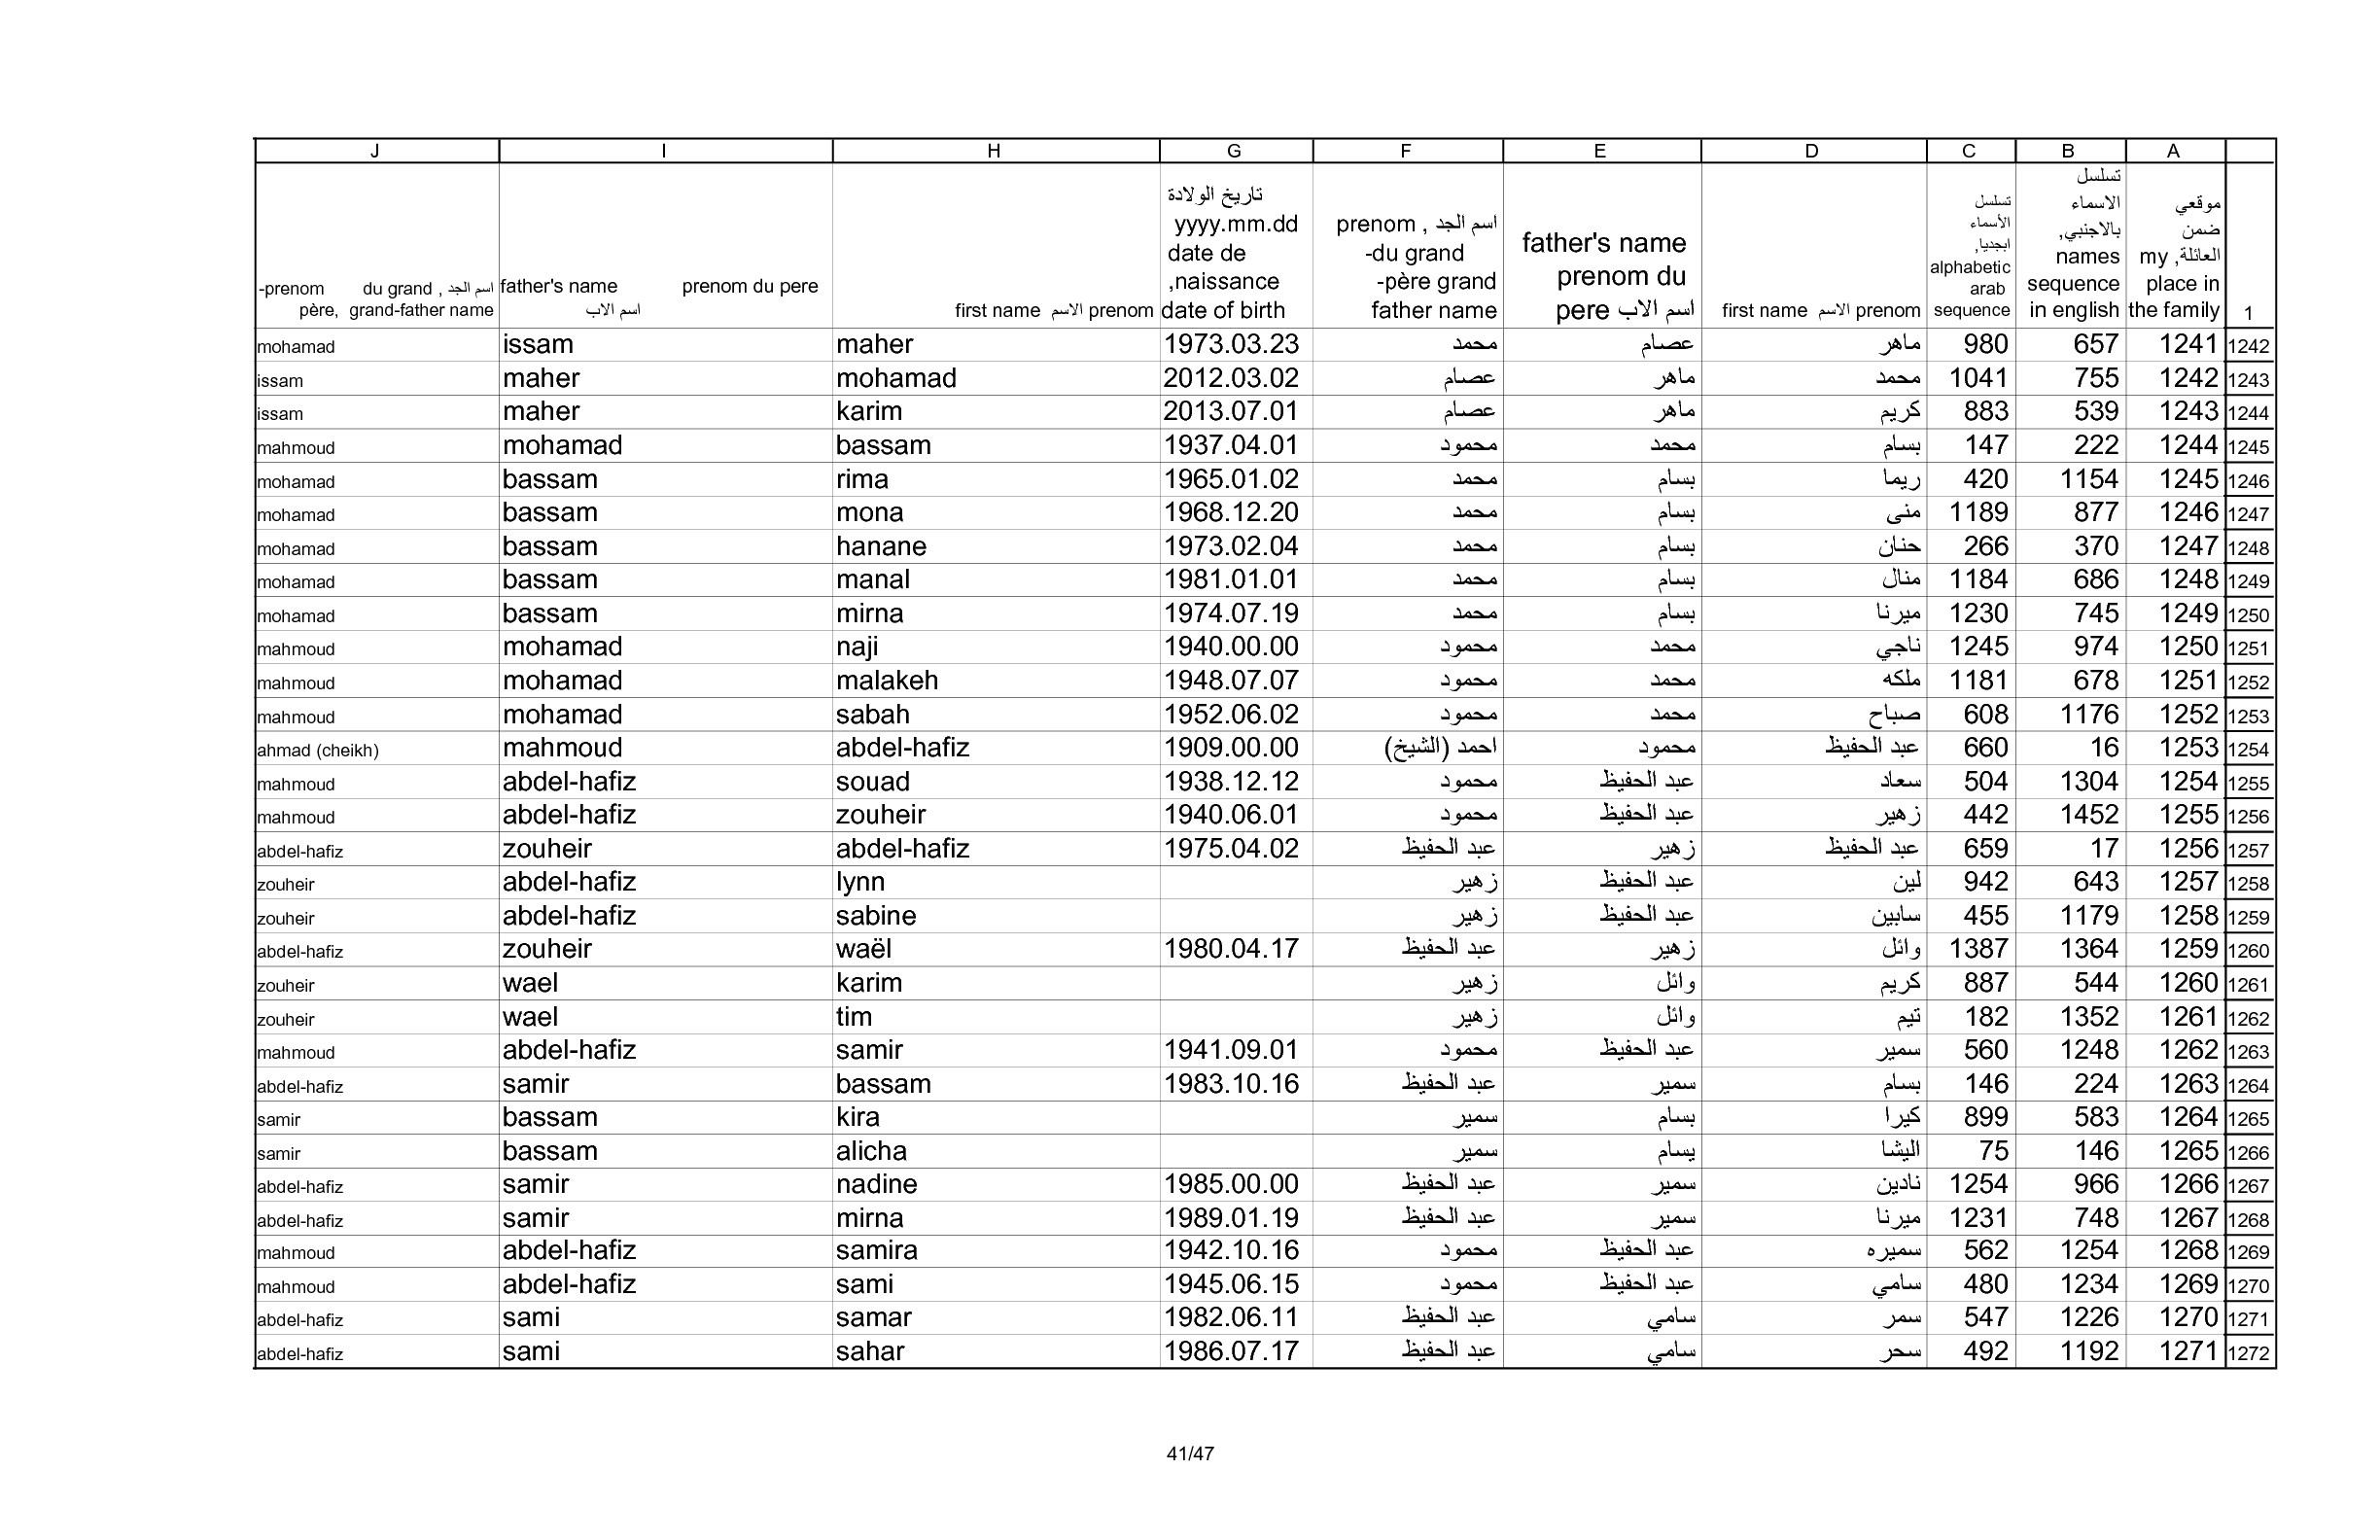 J I H G F E D C B A
-prenom du grand , اسم الجد père, grand-father name
father's name prenom du pere اسم الاب
first name الاسم prenom
تاريخ الولادة yyyy.mm.dd date de ,naissance date of birth
prenom , اسم الجد -du grand -père grand father name
father's name prenom du pere اسم الاب
first name الاسم prenom
تسلسل الأسماء ابجديا, alphabetic arab sequence
تسلسل الاسماء بالاجنبي, names sequence in english
موقعي ضمن العائلة, my place in the family
1
mohamad issam maher 1973.03.23 محمد عصام ماهر 980 657 1241 1242
issam maher mohamad 2012.03.02 عصام ماهر محمد 1041 755 1242 1243
issam maher karim 2013.07.01 عصام ماهر كريم 883 539 1243 1244
mahmoud mohamad bassam 1937.04.01 محمود محمد بسام 147 222 1244 1245
mohamad bassam rima 1965.01.02 محمد بسام ريما 420 1154 1245 1246
mohamad bassam mona 1968.12.20 محمد بسام منى 1189 877 1246 1247
mohamad bassam hanane 1973.02.04 محمد بسام حنان 266 370 1247 1248
mohamad bassam manal 1981.01.01 محمد بسام منال 1184 686 1248 1249
mohamad bassam mirna 1974.07.19 محمد بسام ميرنا 1230 745 1249 1250
mahmoud mohamad naji 1940.00.00 محمود محمد ناجي 1245 974 1250 1251
mahmoud mohamad malakeh 1948.07.07 محمود محمد ملكه 1181 678 1251 1252
mahmoud mohamad sabah 1952.06.02 محمود محمد صباح 608 1176 1252 1253
ahmad (cheikh) mahmoud abdel-hafiz 1909.00.00 احمد (الشيخ) محمود عبد الحفيظ 660 16 1253 1254
mahmoud abdel-hafiz souad 1938.12.12 محمود عبد الحفيظ سعاد 504 1304 1254 1255
mahmoud abdel-hafiz zouheir 1940.06.01 محمود عبد الحفيظ زهير 442 1452 1255 1256
abdel-hafiz zouheir abdel-hafiz 1975.04.02 عبد الحفيظ زهير عبد الحفيظ 659 17 1256 1257
zouheir abdel-hafiz lynn زهير عبد الحفيظ لين 942 643 1257 1258
zouheir abdel-hafiz sabine زهير عبد الحفيظ سابين 455 1179 1258 1259
abdel-hafiz zouheir waël 1980.04.17 عبد الحفيظ زهير وائل 1387 1364 1259 1260
zouheir wael karim زهير وائل كريم 887 544 1260 1261
zouheir wael tim زهير وائل تيم 182 1352 1261 1262
mahmoud abdel-hafiz samir 1941.09.01 محمود عبد الحفيظ سمير 560 1248 1262 1263
abdel-hafiz samir bassam 1983.10.16 عبد الحفيظ سمير بسام 146 224 1263 1264
samir bassam kira سمير بسام كيرا 899 583 1264 1265
samir bassam alicha سمير يسام اليشا 75 146 1265 1266
abdel-hafiz samir nadine 1985.00.00 عبد الحفيظ سمير نادين 1254 966 1266 1267
abdel-hafiz samir mirna 1989.01.19 عبد الحفيظ سمير ميرنا 1231 748 1267 1268
mahmoud abdel-hafiz samira 1942.10.16 محمود عبد الحفيظ سميره 562 1254 1268 1269
mahmoud abdel-hafiz sami 1945.06.15 محمود عبد الحفيظ سامي 480 1234 1269 1270
abdel-hafiz sami samar 1982.06.11 عبد الحفيظ سامي سمر 547 1226 1270 1271
abdel-hafiz sami sahar 1986.07.17 عبد الحفيظ سامي سحر 492 1192 1271 1272
41/47